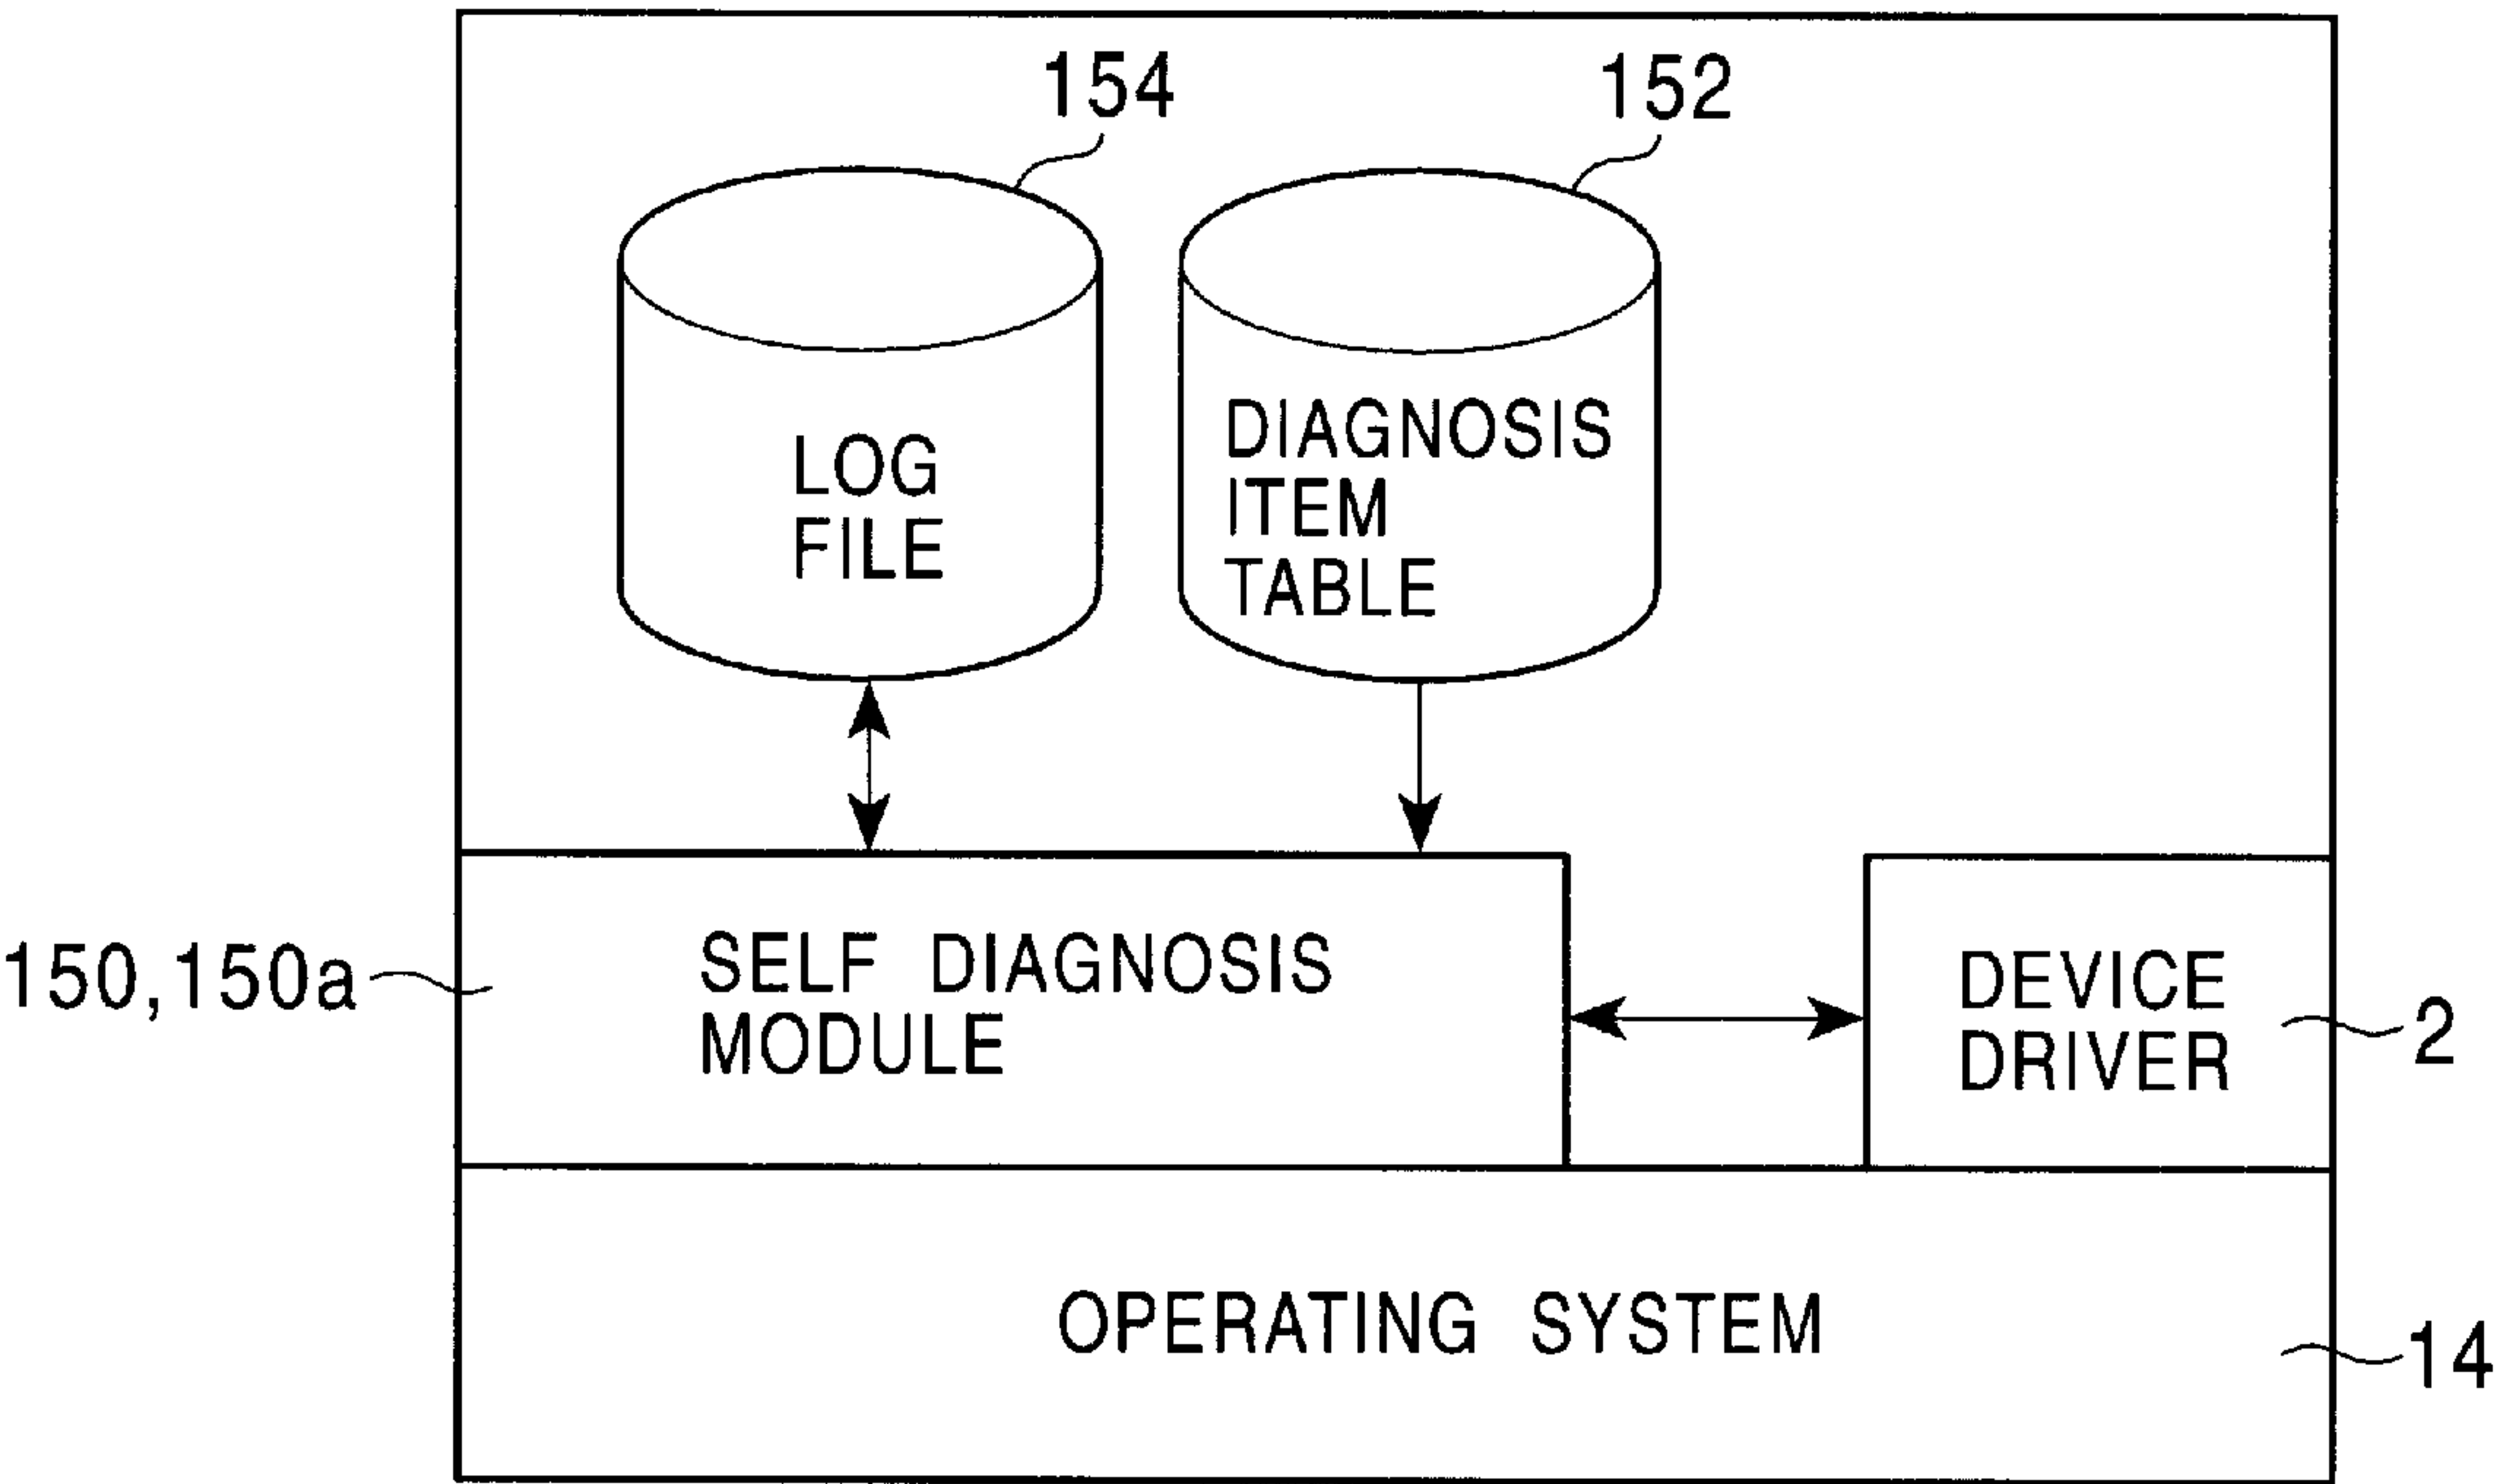 154
152
LOG
FILE
DIAGNOSIS
ITEM
TABLE
150,150a
SELF DIAGNOSIS
MODULE
DEVICE
DRIVER
2
OPERATING SYSTEM
14